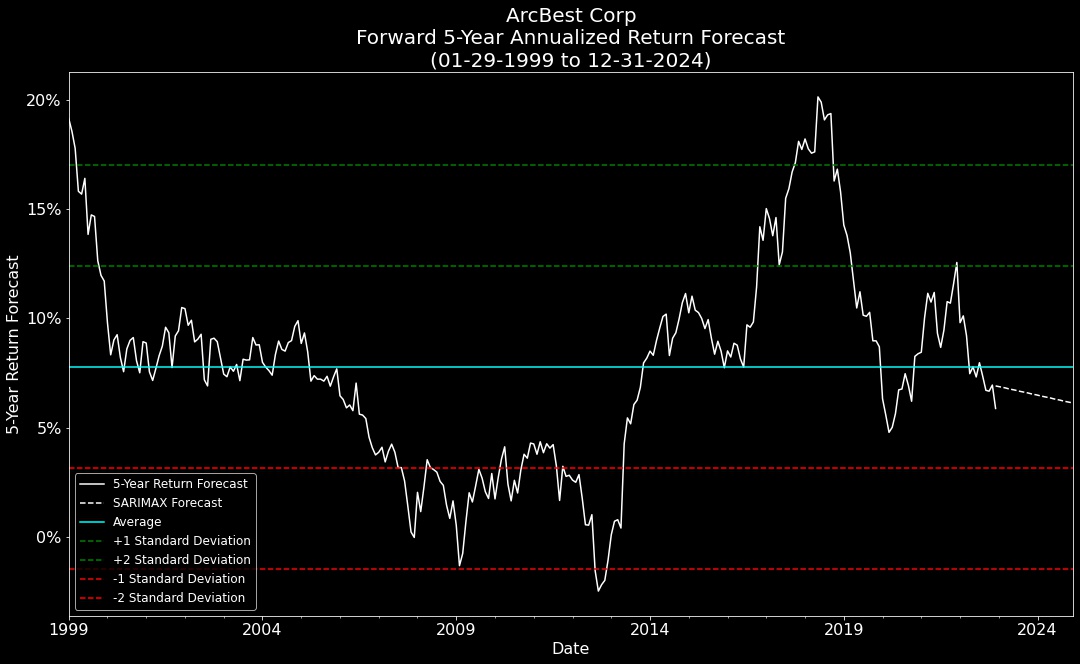 ArcBest Corp
Forward 5-Year Annualized Return Forecast
(01-29-1999 to 12-31-2024)
5-Year Return Forecast
20%
15%
10%
5%
0%
5-Year Return Forecast
SARIMAX Forecast
Average
+1 Standard Deviation
+2 Standard Deviation
-1 Standard Deviation
-2 Standard Deviation
1999 2004 2009 2014 2019 2024
Date